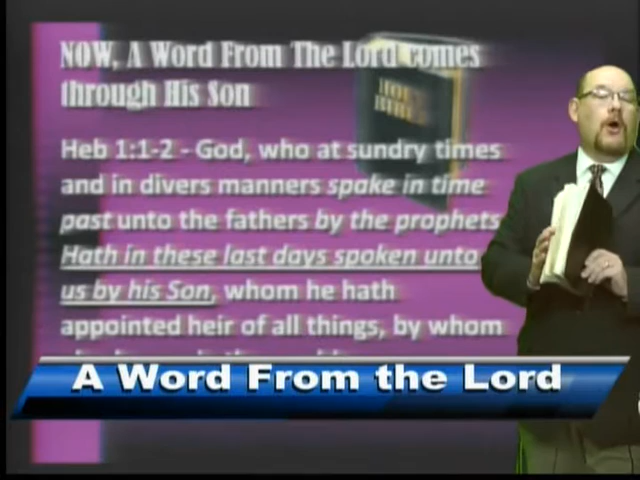 NOW, A Word From The Lord comes
through His Son
HOLY
BIBLE
Heb 1:1-2 - God, who at sundry times
and in divers manners spake in time
past unto the fathers by the prophets
Hath in these last days spoken unto
us by his Son, whom he hath
appointed heir of all things, by whom
A Word From the Lord